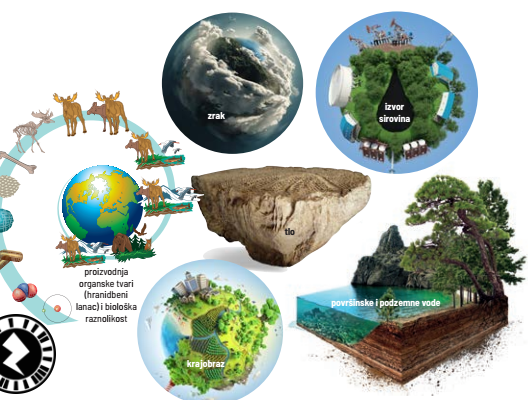 zrak
izvor
sirovina
tlo
proizvodnja
organske tvari
(hranidbeni
lanac) i biološka
raznolikost
površinske i podzemne vode
krajobraz